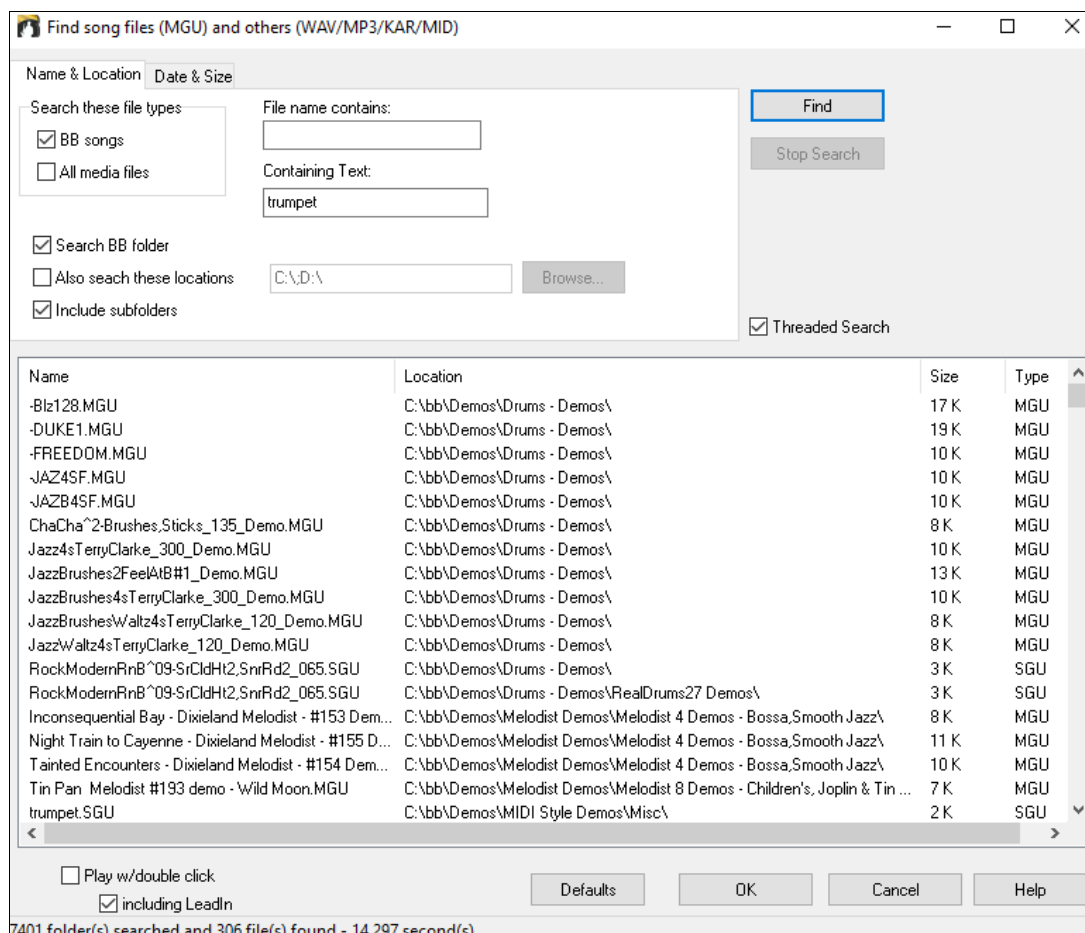 Find song files (MGU) and others (WAV/MP3/KAR/MID)
Name & Location Date & Size
Search these file types
BB songs
All media files
File name contains:
Containing Text:
trumpet
Find
Stop Search
Search BB folder
Also seach these locations C:\;D:\ Browse...
Include subfolders
Threaded Search
Name Location Size Type
-Blz128.MGU C:\bb\Demos\Drums - Demos\ 17 K MGU
-DUKE1.MGU C:\bb\Demos\Drums - Demos\ 19 K MGU
-FREEDOM.MGU C:\bb\Demos\Drums - Demos\ 10 K MGU
-JAZ4SF.MGU C:\bb\Demos\Drums - Demos\ 10 K MGU
-JAZB4SF.MGU C:\bb\Demos\Drums - Demos\ 10 K MGU
ChaCha^2-Brushes,Sticks_135_Demo.MGU C:\bb\Demos\Drums - Demos\ 8 K MGU
Jazz4sTerryClarke_300_Demo.MGU C:\bb\Demos\Drums - Demos\ 10 K MGU
JazzBrushes2FeelAtB#1_Demo.MGU C:\bb\Demos\Drums - Demos\ 13 K MGU
JazzBrushes4sTerryClarke_300_Demo.MGU C:\bb\Demos\Drums - Demos\ 10 K MGU
JazzBrushesWaltz4sTerryClarke_120_Demo.MGU C:\bb\Demos\Drums - Demos\ 8 K MGU
JazzWaltz4sTerryClarke_120_Demo.MGU C:\bb\Demos\Drums - Demos\ 8 K MGU
RockModernRnB^09-SrCldHt2,SnrRd2_065.SGU C:\bb\Demos\Drums - Demos\ 3 K SGU
RockModernRnB^09-SrCldHt2,SnrRd2_065.SGU C:\bb\Demos\Drums - Demos\RealDrums27 Demos\ 3 K SGU
Inconsequential Bay - Dixieland Melodist - #153 Dem... C:\bb\Demos\Melodist Demos\Melodist 4 Demos - Bossa,Smooth Jazz\ 8 K MGU
Night Train to Cayenne - Dixieland Melodist - #155 D... C:\bb\Demos\Melodist Demos\Melodist 4 Demos - Bossa,Smooth Jazz\ 11 K MGU
Tainted Encounters - Dixieland Melodist - #154 Dem... C:\bb\Demos\Melodist Demos\Melodist 4 Demos - Bossa,Smooth Jazz\ 10 K MGU
Tin Pan  Melodist #193 demo - Wild Moon.MGU C:\bb\Demos\Melodist Demos\Melodist 8 Demos - Children's, Joplin & Tin ... 7 K MGU
trumpet.SGU C:\bb\Demos\MIDI Style Demos\Misc\ 2 K SGU
Play w/double click
including LeadIn
Defaults OK Cancel Help
7401 folder(s) searched and 306 file(s) found - 14.297 second(s)